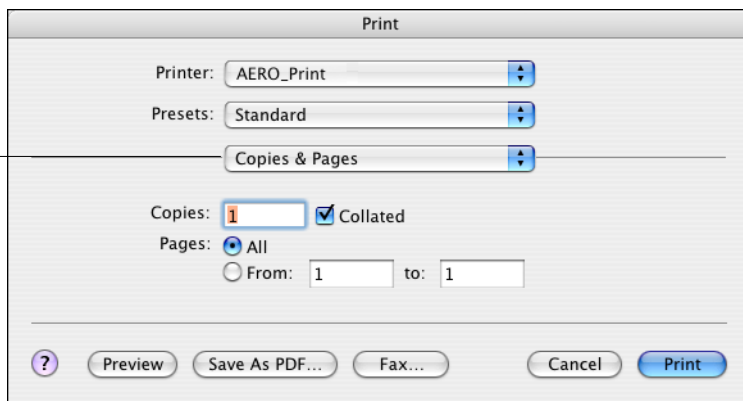 Print
Printer: AERO_Print
Presets: Standard
Copies & Pages
Copies: 1 Collated
Pages: All
From: 1 to: 1
? Preview Save As PDF... Fax... Cancel Print